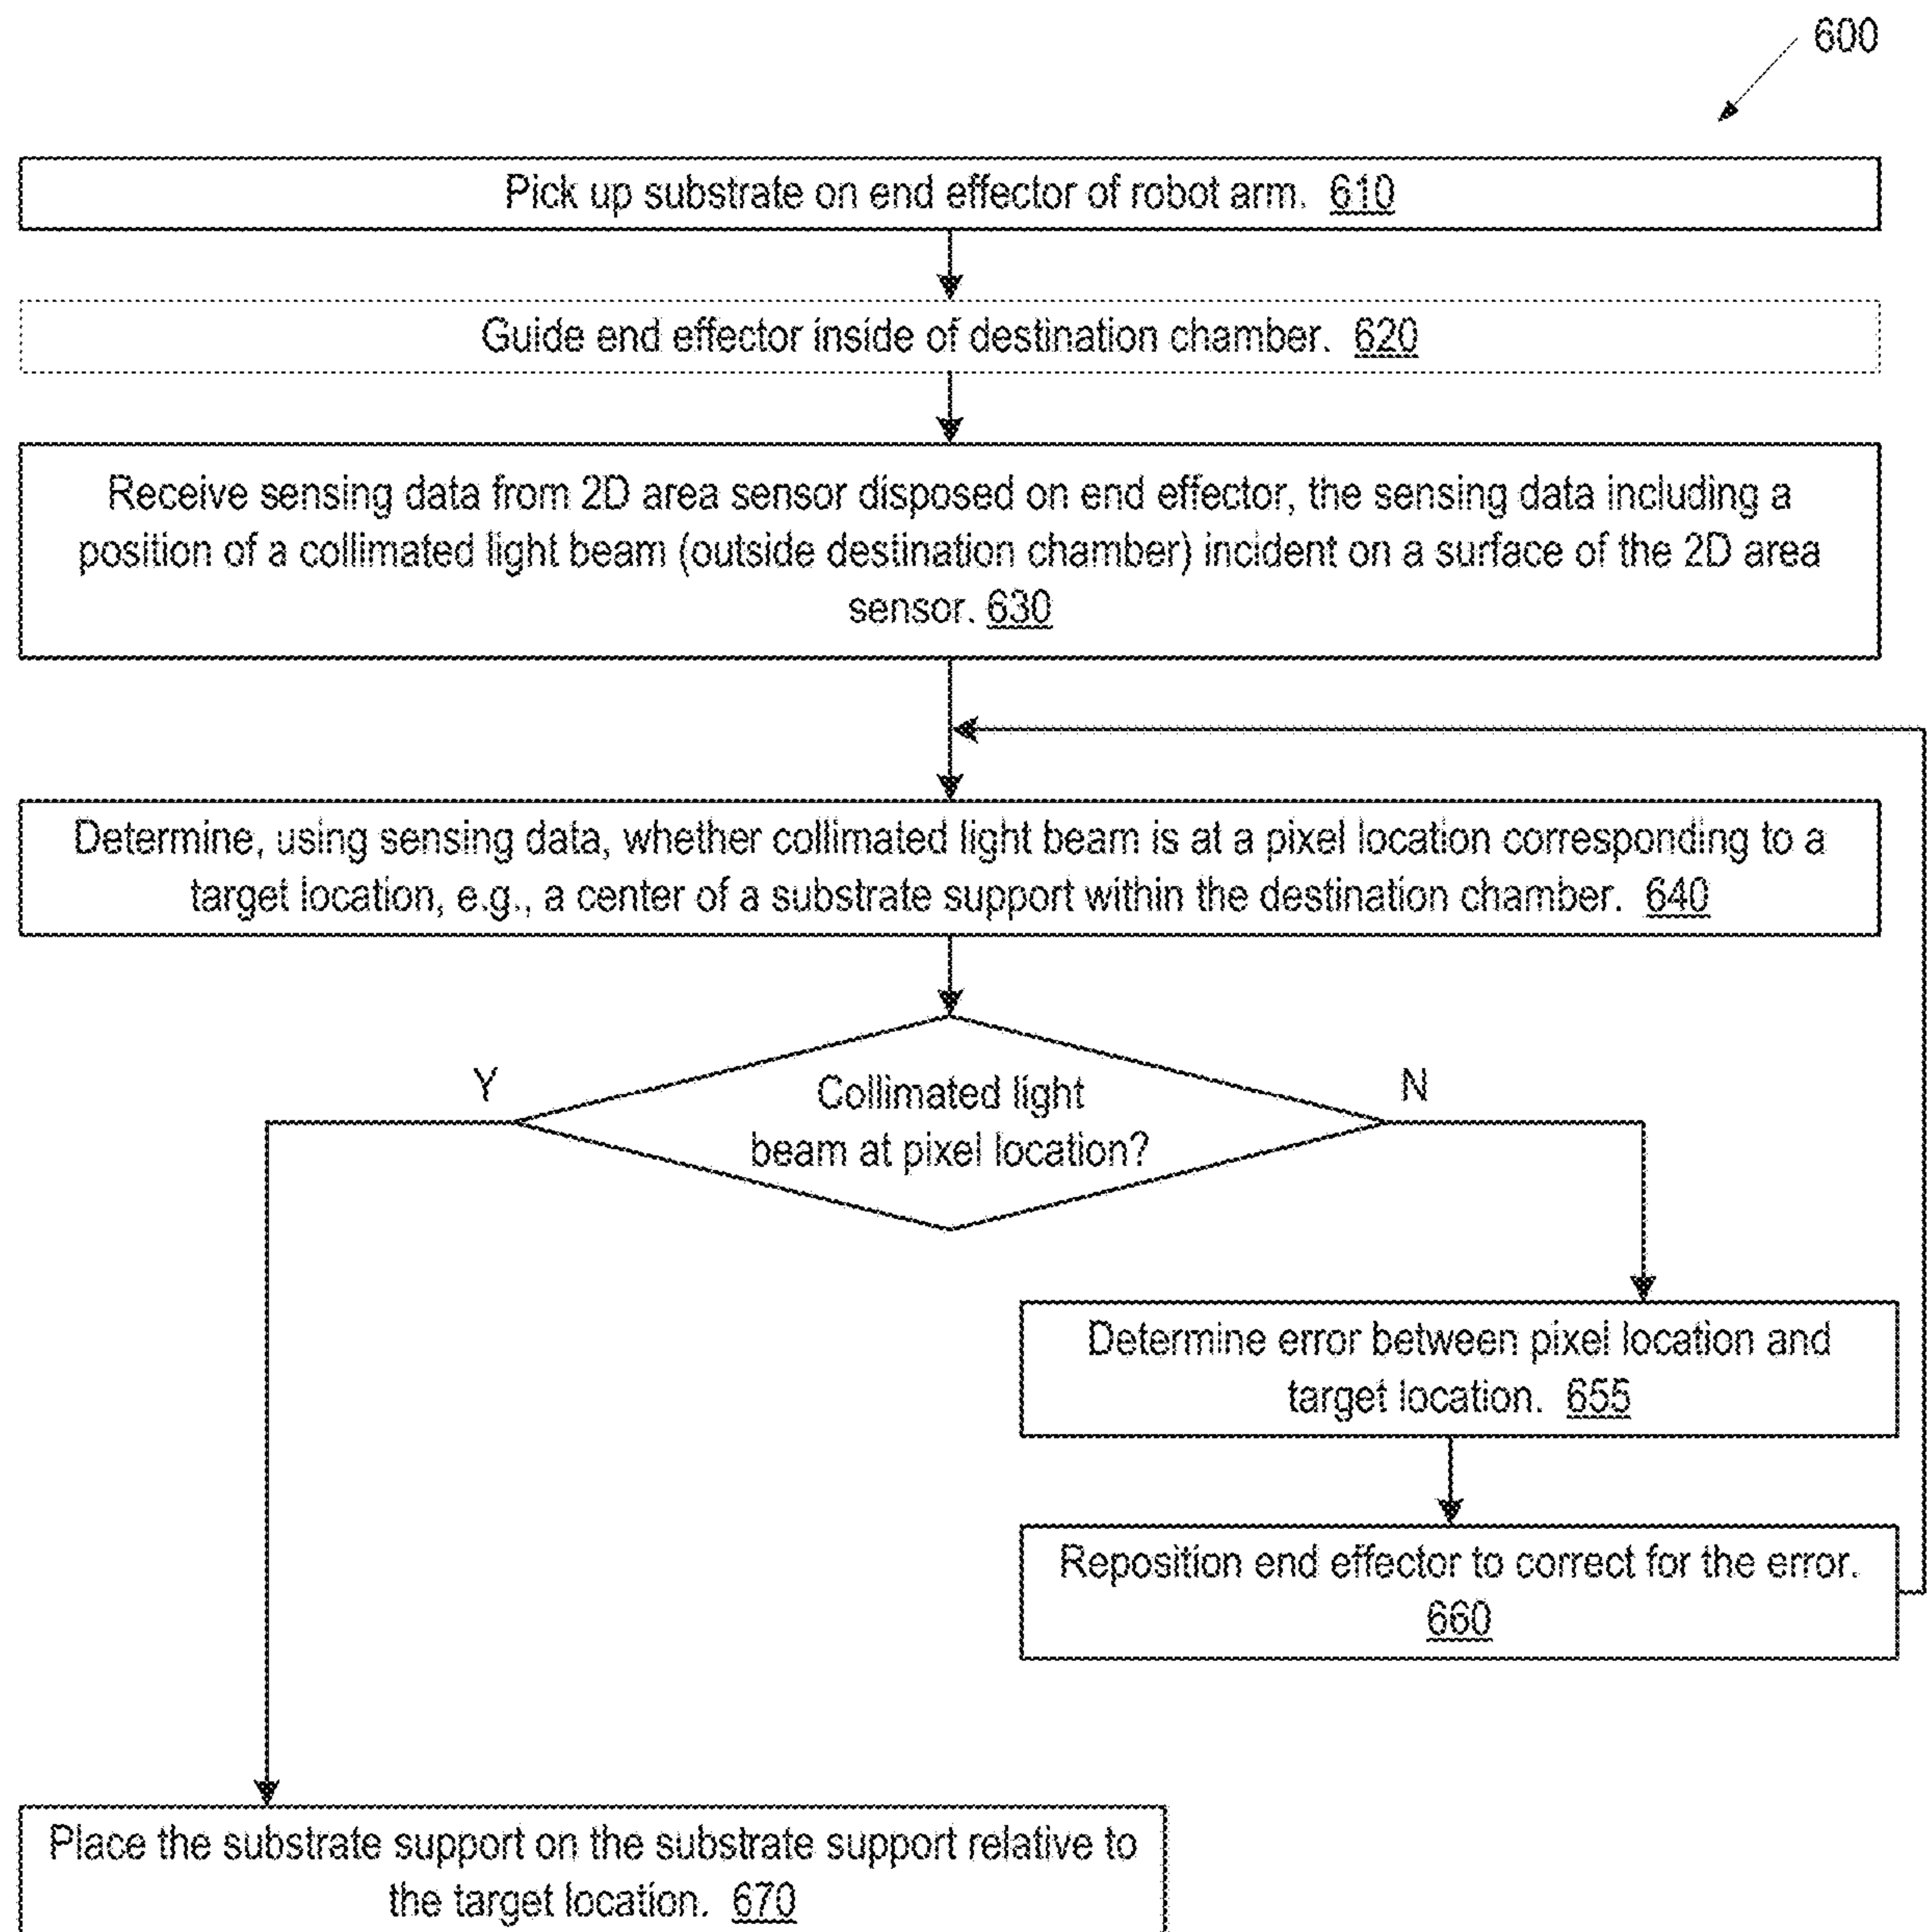 600
Pick up substrate on end effector of robot arm. 610
Guide end effector inside of destination chamber. 620
Receive sensing data from 2D area sensor disposed on end effector, the sensing data including a
position of a collimated light beam (outside destination chamber) incident on a surface of the 2D area
sensor. 630
Determine, using sensing data, whether collimated light beam is at a pixel location corresponding to a
target location, e.g., a center of a substrate support within the destination chamber. 640
Y
N
Collimated light
beam at pixel location?
Determine error between pixel location and
target location. 655
Reposition end effector to correct for the error.
660
Place the substrate support on the substrate support relative to
the target location. 670